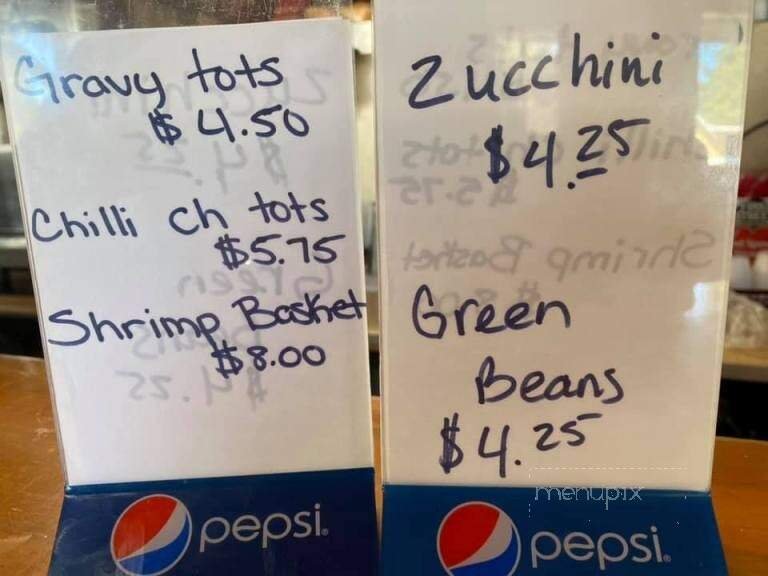 Gravy tots
$4.50
Chilli ch tots
$5.75
Shrimp Basket
$8.00
pepsi.
Zucchini
$4.25
Green
Beans
$4.25
menupix
pepsi.